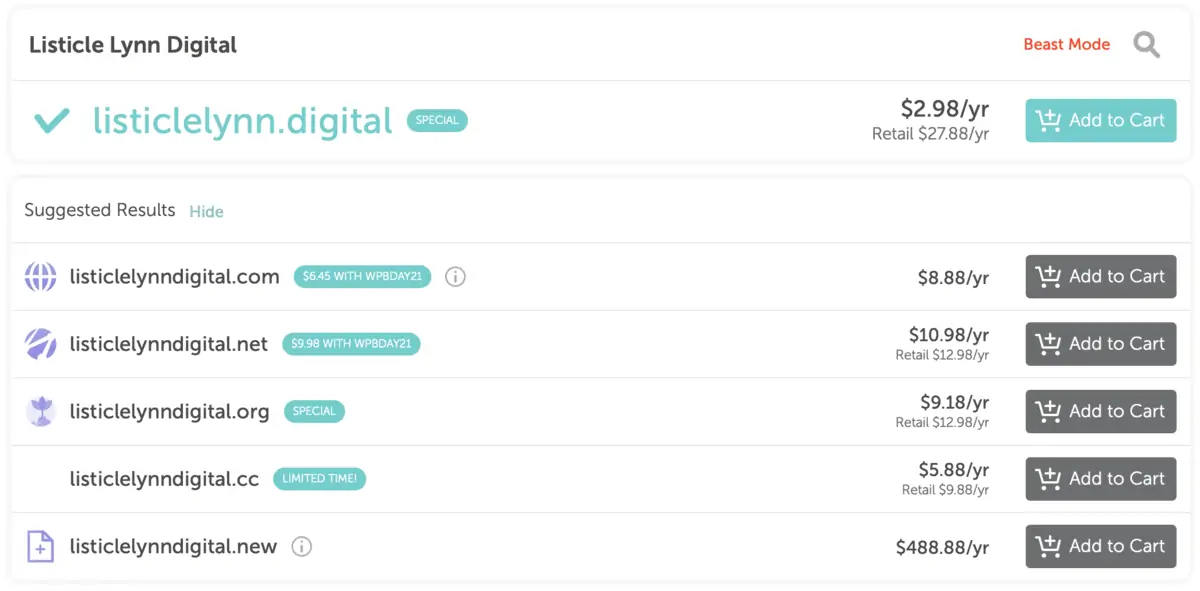 Listicle Lynn Digital
Beast Mode
listiclelynn.digital SPECIAL
$2.98/yr
Retail $27.88/yr
Add to Cart
Suggested Results Hide
listiclelynndigital.com $6.45 WITH WPBDAY21
$8.88/yr
Add to Cart
listiclelynndigital.net $9.98 WITH WPBDAY21
$10.98/yr
Retail $12.98/yr
Add to Cart
listiclelynndigital.org SPECIAL
$9.18/yr
Retail $12.98/yr
Add to Cart
listiclelynndigital.cc LIMITED TIME!
$5.88/yr
Retail $9.88/yr
Add to Cart
listiclelynndigital.new
$488.88/yr
Add to Cart